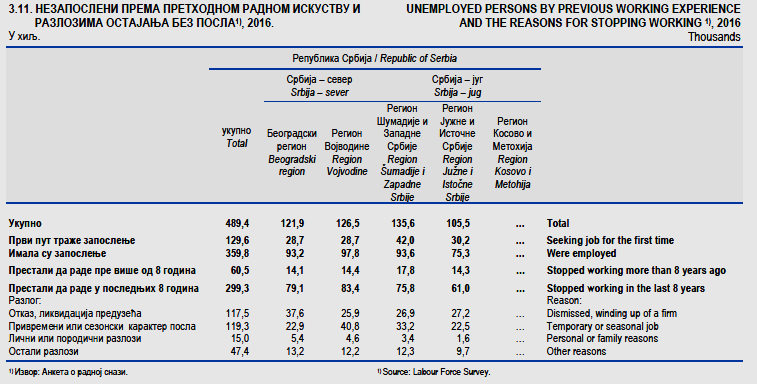 3.11. НЕЗАПОСЛЕНИ ПРЕМА ПРЕТХОДНОМ РАДНОМ ИСКУСТВУ И РАЗЛОЗИМА ОСТАЈАЊА БЕЗ ПОСЛА¹⁾, 2016.
У хиљ.
UNEMPLOYED PERSONS BY PREVIOUS WORKING EXPERIENCE AND THE REASONS FOR STOPPING WORKING ¹⁾, 2016
Thousands
Република Србија / Republic of Serbia
Србија – север
Srbija – sever
Србија – југ
Srbija – jug
укупно
Total
Београдски регион
Beogradski region
Регион Војводине
Region Vojvodine
Регион Шумадије и Западне Србије
Region Šumadije i Zapadne Srbije
Регион Јужне и Источне Србије
Region Južne i Istočne Srbije
Регион Косово и Метохија
Region Kosovo i Metohija
Укупно 489,4 121,9 126,5 135,6 105,5 ... Total
Први пут траже запослење 129,6 28,7 28,7 42,0 30,2 ... Seeking job for the first time
Имала су запослење 359,8 93,2 97,8 93,6 75,3 ... Were employed
Престали да раде пре више од 8 година 60,5 14,1 14,4 17,8 14,3 ... Stopped working more than 8 years ago
Престали да раде у последњих 8 година 299,3 79,1 83,4 75,8 61,0 ... Stopped working in the last 8 years
Разлог: Reason:
Отказ, ликвидација предузећа 117,5 37,6 25,9 26,9 27,2 ... Dismissed, winding up of a firm
Привремени или сезонски карактер посла 119,3 22,9 40,8 33,2 22,5 ... Temporary or seasonal job
Лични или породични разлози 15,0 5,4 4,6 3,4 1,6 ... Personal or family reasons
Остали разлози 47,4 13,2 12,2 12,3 9,7 ... Other reasons
¹⁾ Извор: Анкета о радној снази.
¹⁾ Source: Labour Force Survey.